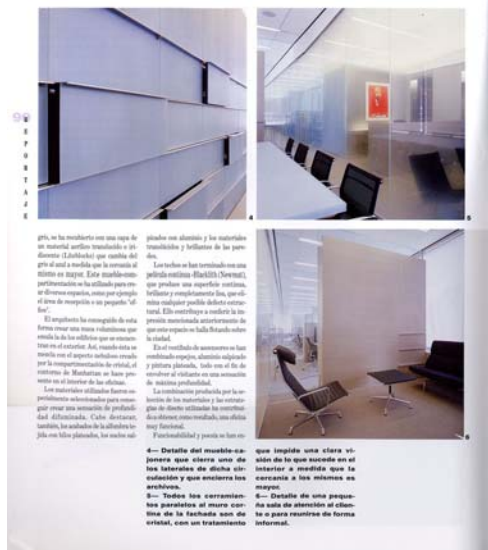 90
REPORTAJE
4
5
gris, se ha recubierto con una capa de
un material acrílico translúcido e iri-
discente (Liteblocks) que cambia del
gris al azul a medida que la cercanía al
mismo es mayor. Este mueble-com-
partimentación se ha utilizado para cre-
ar diversos espacios, como por ejemplo
el área de recepción o un pequeño "of-
fice".
El arquitecto ha conseguido de esta
forma crear una masa voluminosa que
emula la de los edificios que se encuen-
tran en el exterior. Así, cuando ésta se
mezcla con el aspecto nebuloso creado
por la compartimentación de cristal, el
contorno de Manhattan se hace pre-
sente en el interior de las oficinas.
Los materiales utilizados fueron es-
pecialmente seleccionados para conse-
guir crear una sensación de profundi-
dad difuminada. Cabe destacar,
también, los acabados de la alfombra te-
jida con hilos plateados, los suelos sal-
picados con aluminio y los materiales
translúcidos y brillantes de las pare-
des.
Los techos se han terminado con una
película continua (Newmat),
que produce una superficie continua,
brillante y completamente lisa, que eli-
mina cualquier posible defecto estruc-
tural. Ello contribuye a conferir la im-
presión mencionada anteriormente de
que este espacio se halla flotando sobre
la ciudad.
En el vestíbulo de ascensores se han
combinado espejos, aluminio salpicado
y pintura plateada, todo con el fin de
envolver al visitante en una sensación
de máxima profundidad.
La combinación producida por la se-
lección de los materiales y las estrate-
gias de diseño utilizadas ha contribui-
do a obtener, como resultado, una oficina
muy funcional.
Funcionabilidad y poesía se han en-
6
4— Detalle del mueble-ca-
jonera que cierra uno de
los laterales de dicha cir-
culación y que encierra los
archivos.
5— Todos los cerramien-
tos paralelos al muro cor-
tina de la fachada son de
cristal, con un tratamiento
que impide una clara vi-
sión de lo que sucede en el
interior a medida que la
cercanía a los mismos es
mayor.
6— Detalle de una peque-
ña sala de atención al clien-
te o para reunirse de forma
informal.